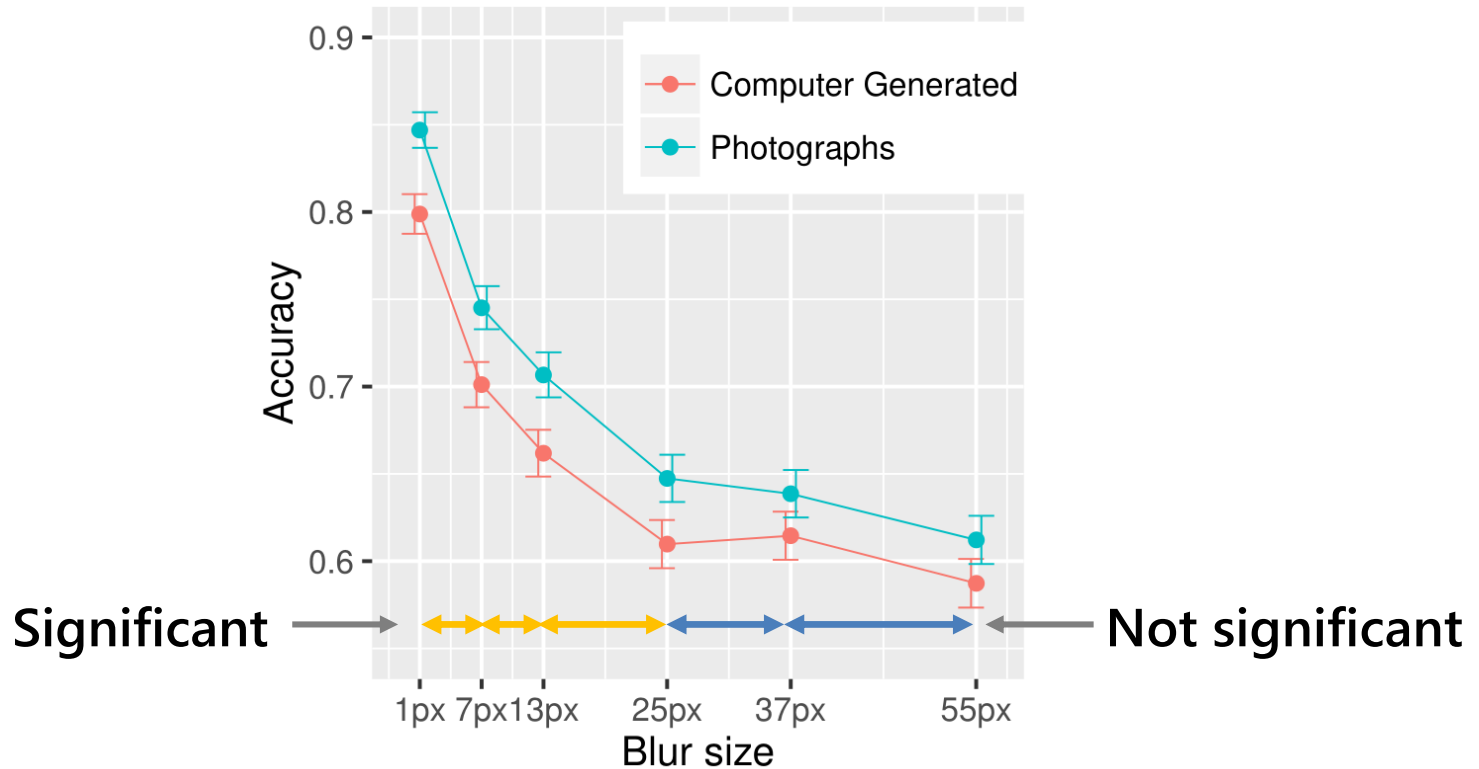 0.9
Computer Generated
Photographs
0.8
Accuracy
0.7
0.6
Significant
Not significant
1px 7px 13px 25px 37px 55px
Blur size